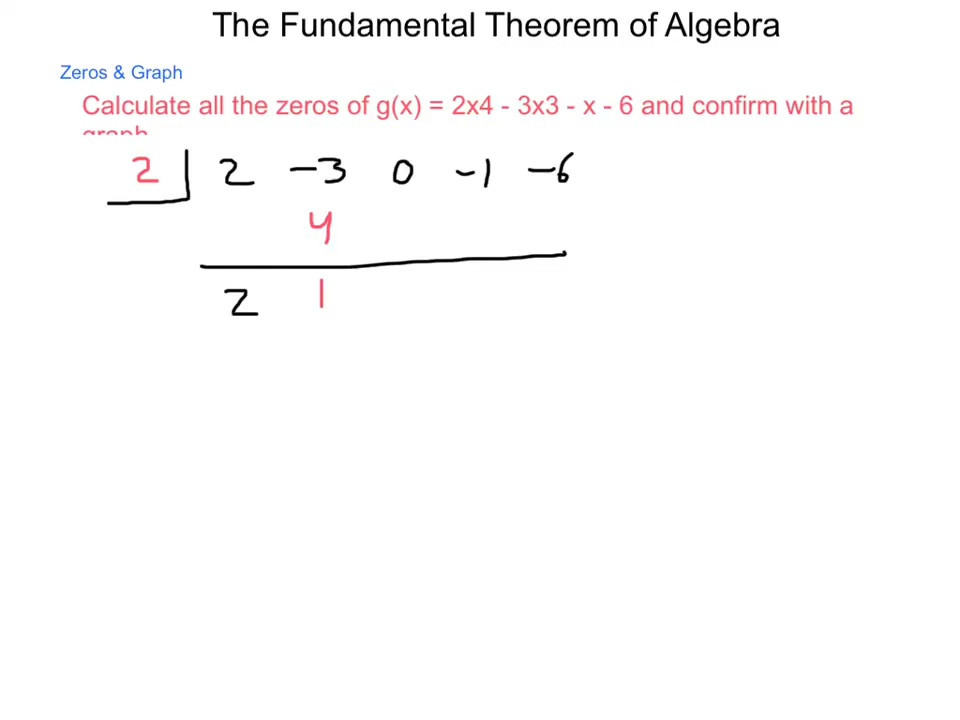 The Fundamental Theorem of Algebra
Zeros & Graph
Calculate all the zeros of g(x) = 2x4 - 3x3 - x - 6 and confirm with a
graph
2 2 -3 0 -1 -6
4
2 1